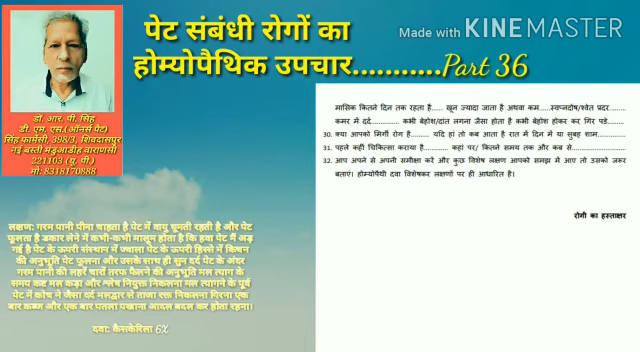 पेट संबंधी रोगों का
होम्योपैथिक उपचार...........Part 36
Made with KINEMASTER
डॉ. आर. पी. सिंह
डी. एम. एस.(ऑनर्स पैट)
सिंह फार्मेसी, 398/3, शिवदासपुर
नई बस्ती मंडुआडीह वाराणसी
221103 (यू. पी.)
मो:8318170888
लक्षण: गरम पानी पीना चाहता है पेट में वायु घूमती रहती है और पेट
फूलता है डकार लेने में कभी-कभी मालूम होता है कि हवा पेट में अड़
गई है पेट के ऊपरी संस्थान में ज्वाला पेट के ऊपरी हिस्से में
की अनुभूति पेट फूलना और उसके साथ ही सुन दर्द पेट के अंदर
गरम पानी की लहरें चारों तरफ फैलने की अनुभूति मल त्याग के
समय कष्ट मल कड़ा और श्लेष नियुक्त निकलना मल त्यागने के पूर्व
पेट में कोच ने जैसा दर्द मलद्वार से ताजा रक्त निकलना गिरना एक
बार कब्ज और एक बार पतला पखाना आदल बदल कर होता रहना।
दवा: कैसकेरिला 6X
मासिक कितने दिन तक रहता है..... खून ज्यादा जाता है अथवा कम.....स्वप्नदोष/श्वेत प्रदर........
कमर में दर्द.......... कभी बेहोश/दांत लगना जैसा होता है कभी बेहोश होकर कर गिर पड़े.......
30. क्या आपको मिर्गी रोग है......... यदि हां तो कब आता है रात में दिन में या सुबह शाम.............
31. पहले कहीं चिकित्सा कराया है............ कहां पर/ कितने समय तक और कब से....................
32. आप अपने से अपनी समीक्षा करें और कुछ विशेष लक्षण आपको समझ में आए तो उसको जरूर
बताएं। होम्योपैथी दवा विशेषकर लक्षणों पर ही आधारित है।
रोगी का हस्ताक्षर